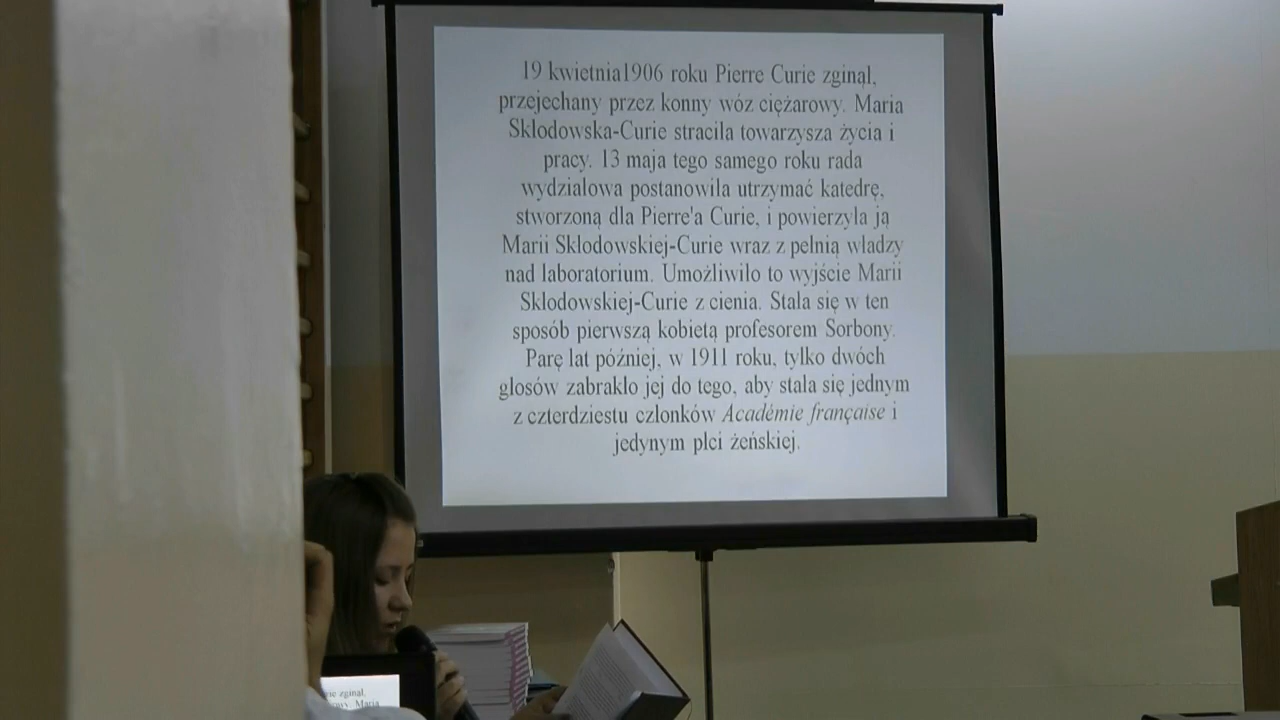 19 kwietnia1906 roku Pierre Curie zginął,
przejechany przez konny wóz ciężarowy. Maria
Skłodowska-Curie straciła towarzysza życia i
pracy. 13 maja tego samego roku rada
wydziałowa postanowiła utrzymać katedrę,
stworzoną dla Pierre'a Curie, i powierzyła ją
Marii Skłodowskiej-Curie wraz z pełnią władzy
nad laboratorium. Umożliwiło to wyjście Marii
Skłodowskiej-Curie z cienia. Stała się w ten
sposób pierwszą kobietą profesorem Sorbony.
Parę lat później, w 1911 roku, tylko dwóch
głosów zabrakło jej do tego, aby stała się jednym
z czterdziestu członków Académie française i
jedynym płci żeńskiej.
zginął,
Maria